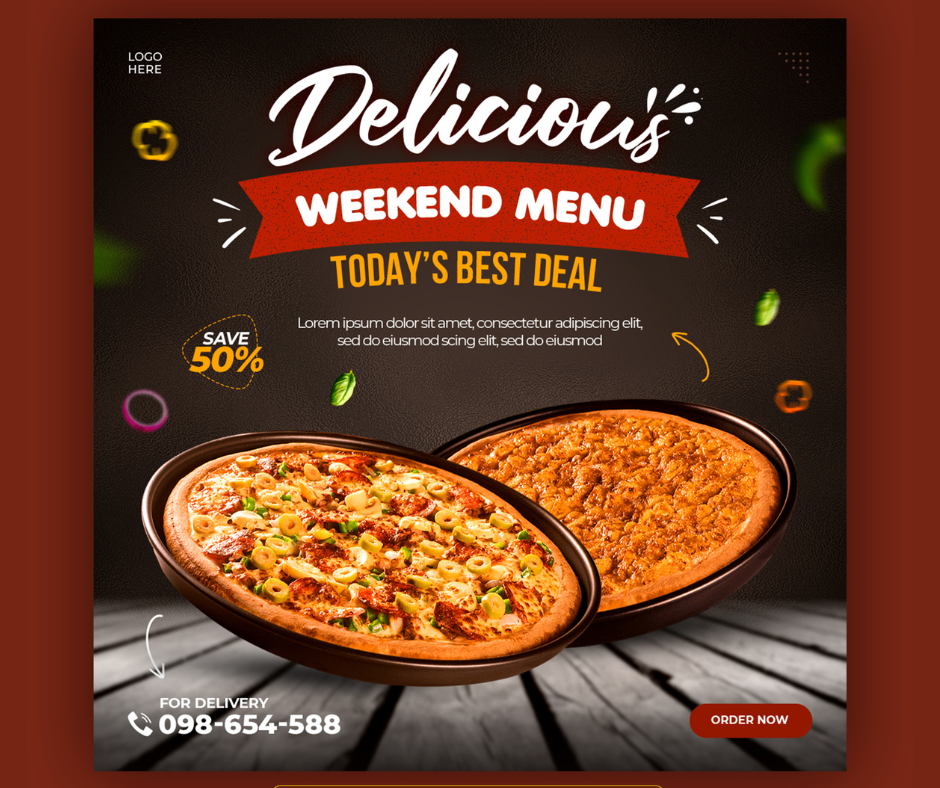 LOGO
HERE
Delicious
WEEKEND MENU
TODAY'S BEST DEAL
Lorem ipsum dolor sit amet, consectetur adipiscing elit,
sed do eiusmod scing elit, sed do eiusmod
SAVE
50%
FOR DELIVERY
098-654-588
ORDER NOW